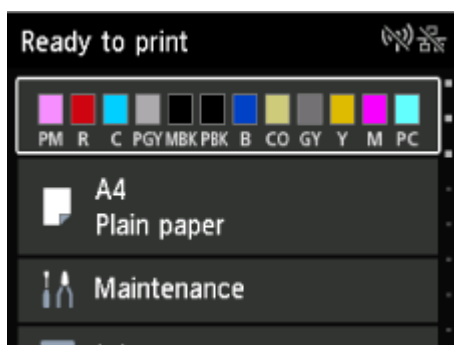 Ready to print
PM R C PGY MBK PBK B CO GY Y M PC
A4
Plain paper
Maintenance